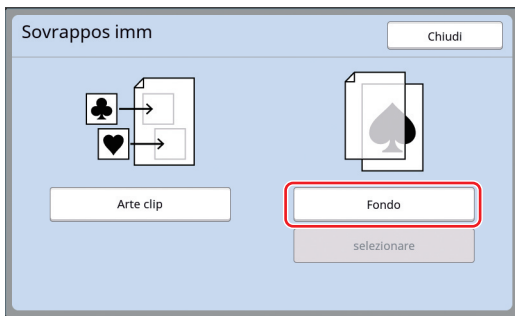 Sovrappos imm
Chiudi
Arte clip
Fondo
selezionare